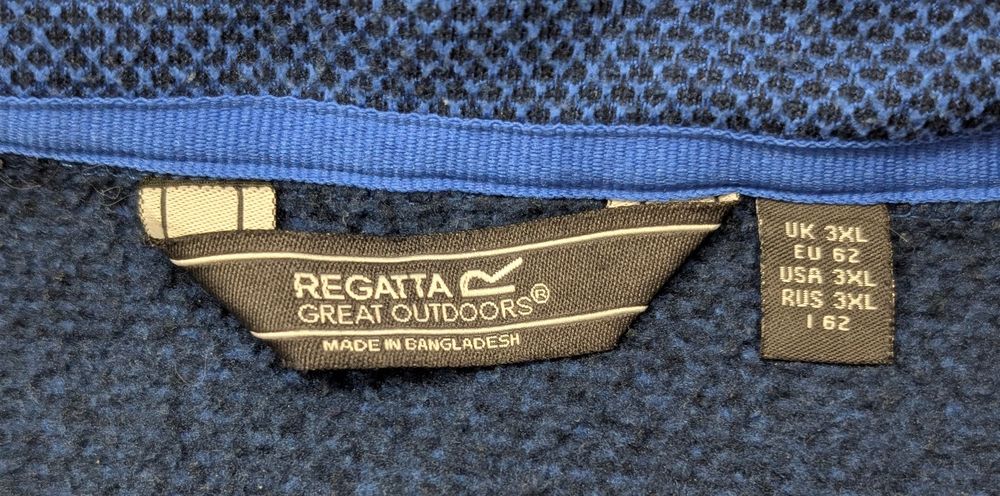 REGATTA
GREAT OUTDOORS®
MADE IN BANGLADESH
UK 3XL
EU 62
USA 3XL
RUS 3XL
I 62